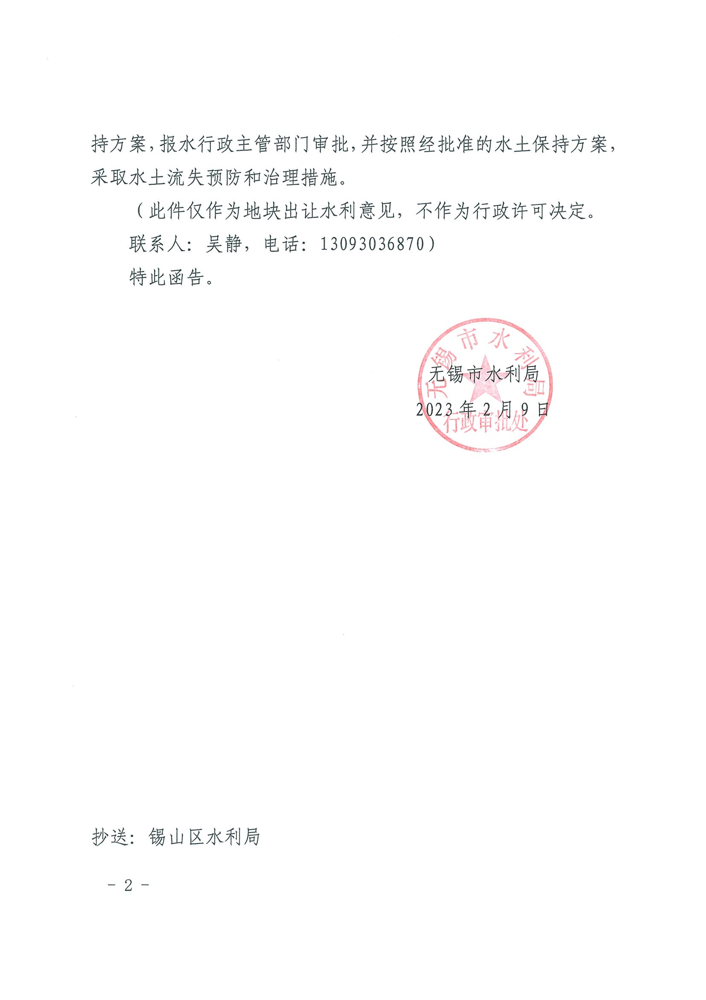 持方案，报水行政主管部门审批，并按照经批准的水土保持方案，
采取水土流失预防和治理措施。
（此件仅作为地块出让水利意见，不作为行政许可决定。
联系人：吴静，电话：13093036870）
特此函告。
无锡市水利局
无锡市水利局
2023年2月9日
行政审批处
抄送：锡山区水利局
- 2 -